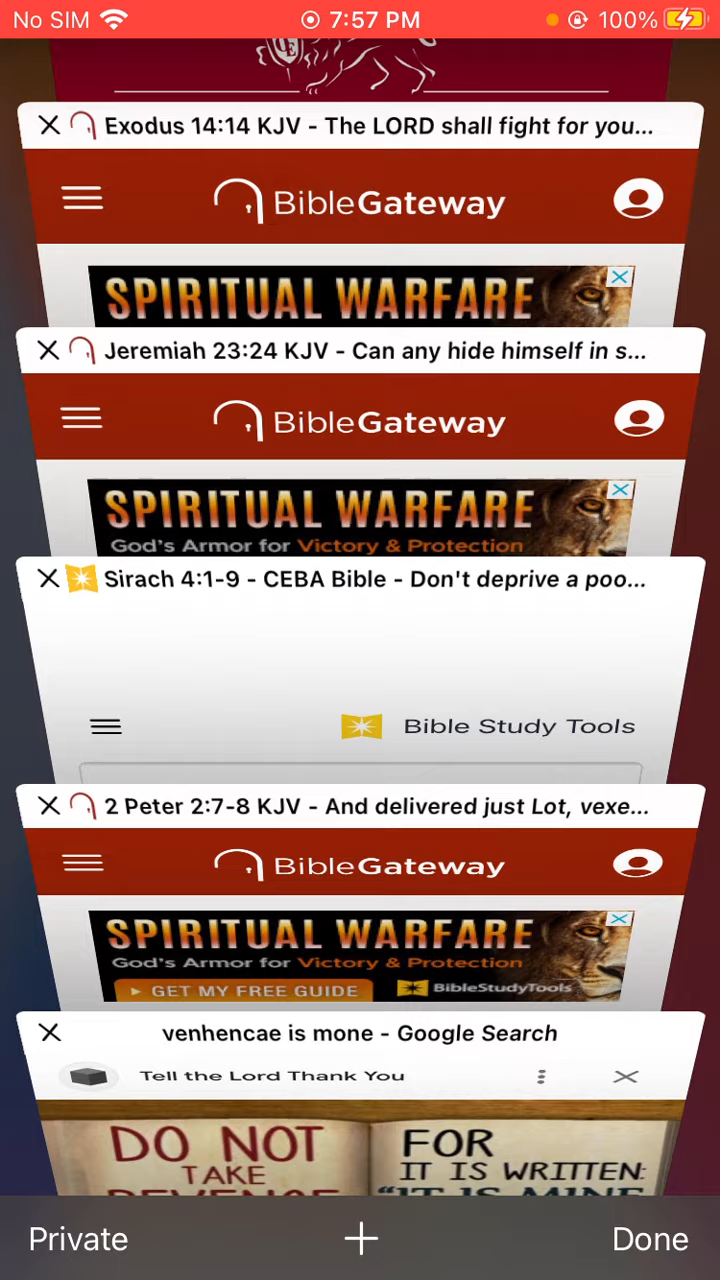 No SIM 7:57 PM 100%
Exodus 14:14 KJV - The LORD shall fight for you...
BibleGateway
SPIRITUAL WARFARE
Jeremiah 23:24 KJV - Can any hide himself in s...
BibleGateway
SPIRITUAL WARFARE
God's Armor for Victory & Protection
Sirach 4:1-9 - CEBA Bible - Don't deprive a poo...
Bible Study Tools
2 Peter 2:7-8 KJV - And delivered just Lot, vexe...
BibleGateway
SPIRITUAL WARFARE
God's Armor for Victory & Protection
GET MY FREE GUIDE BibleStudyTools
venhencae is mone - Google Search
Tell the Lord Thank You
DO NOT FOR
TAKE IT IS WRITTEN:
REVENGE "IT IS MINE
Private Done